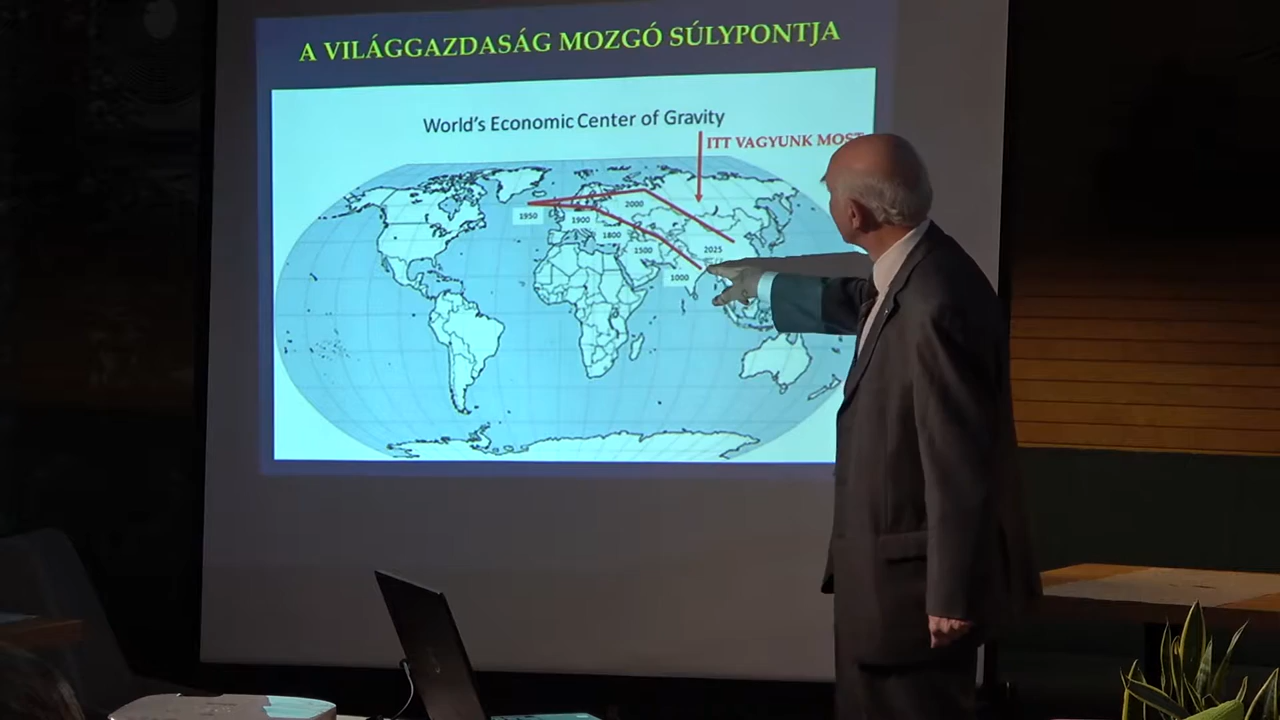 A VILÁGGAZDASÁG MOZGÓ SÚLYPONTJA
World's Economic Center of Gravity
ITT VAGYUNK MOST
2000
1950
1900
1800
1500
2025
1000